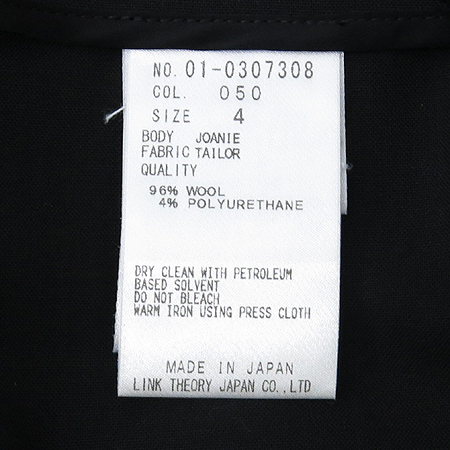 NO. 01-0307308
COL. 050
SIZE 4
BODY JOANIE
FABRIC TAILOR
QUALITY
96% WOOL
4% POLYURETHANE
DRY CLEAN WITH PETROLEUM
BASED SOLVENT
DO NOT BLEACH
WARM IRON USING PRESS CLOTH
MADE IN JAPAN
LINK THEORY JAPAN CO.,LTD